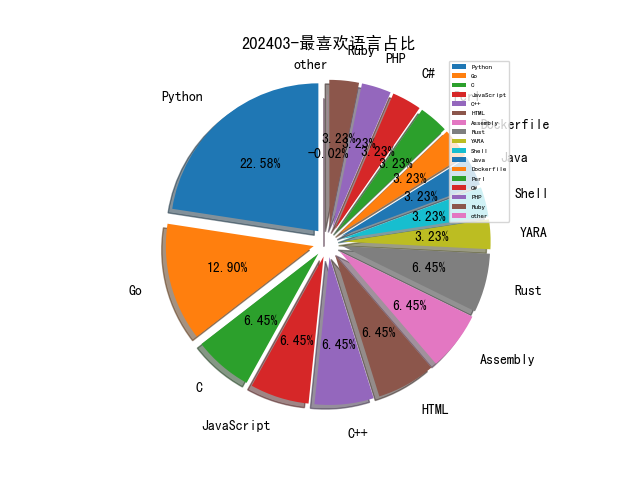 202403-最喜欢语言占比
other
Ruby
PHP
C#
Dockerfile
Java
Shell
YARA
Rust
Assembly
HTML
C++
JavaScript
C
Go
Python
22.58%
12.90%
6.45%
6.45%
6.45%
6.45%
6.45%
6.45%
3.23%
3.23%
3.23%
3.23%
3.23%
3.23%
3.23%
3.23%
-0.02%
Python
Go
C
JavaScript
C++
HTML
Assembly
Rust
YARA
Shell
Java
Dockerfile
Perl
C#
PHP
Ruby
other